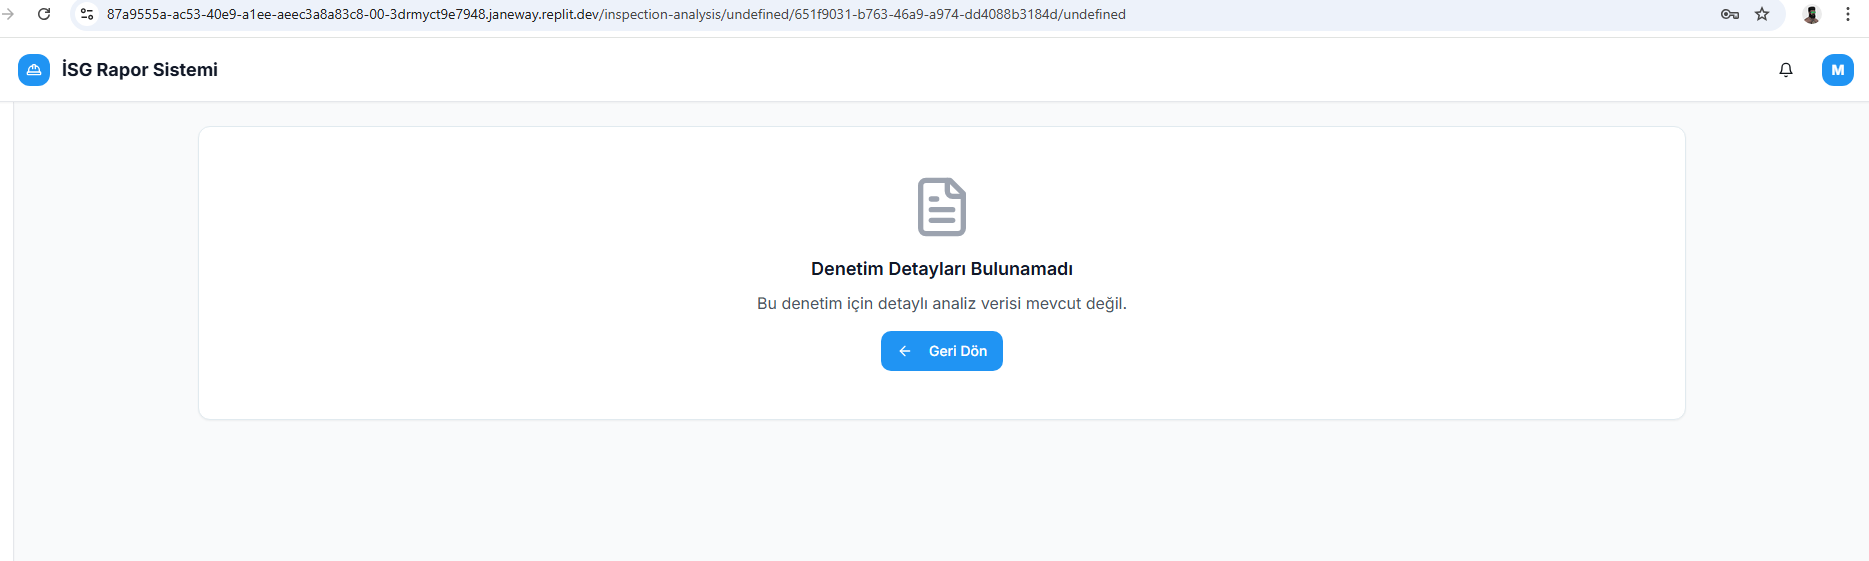 87a9555a-ac53-40e9-a1ee-aeec3a8a83c8-00-3drmyct9e7948.janeway.replit.dev/inspection-analysis/undefined/651f9031-b763-46a9-a974-dd4088b3184d/undefined
İSG Rapor Sistemi
M
Denetim Detayları Bulunamadı
Bu denetim için detaylı analiz verisi mevcut değil.
Geri Dön